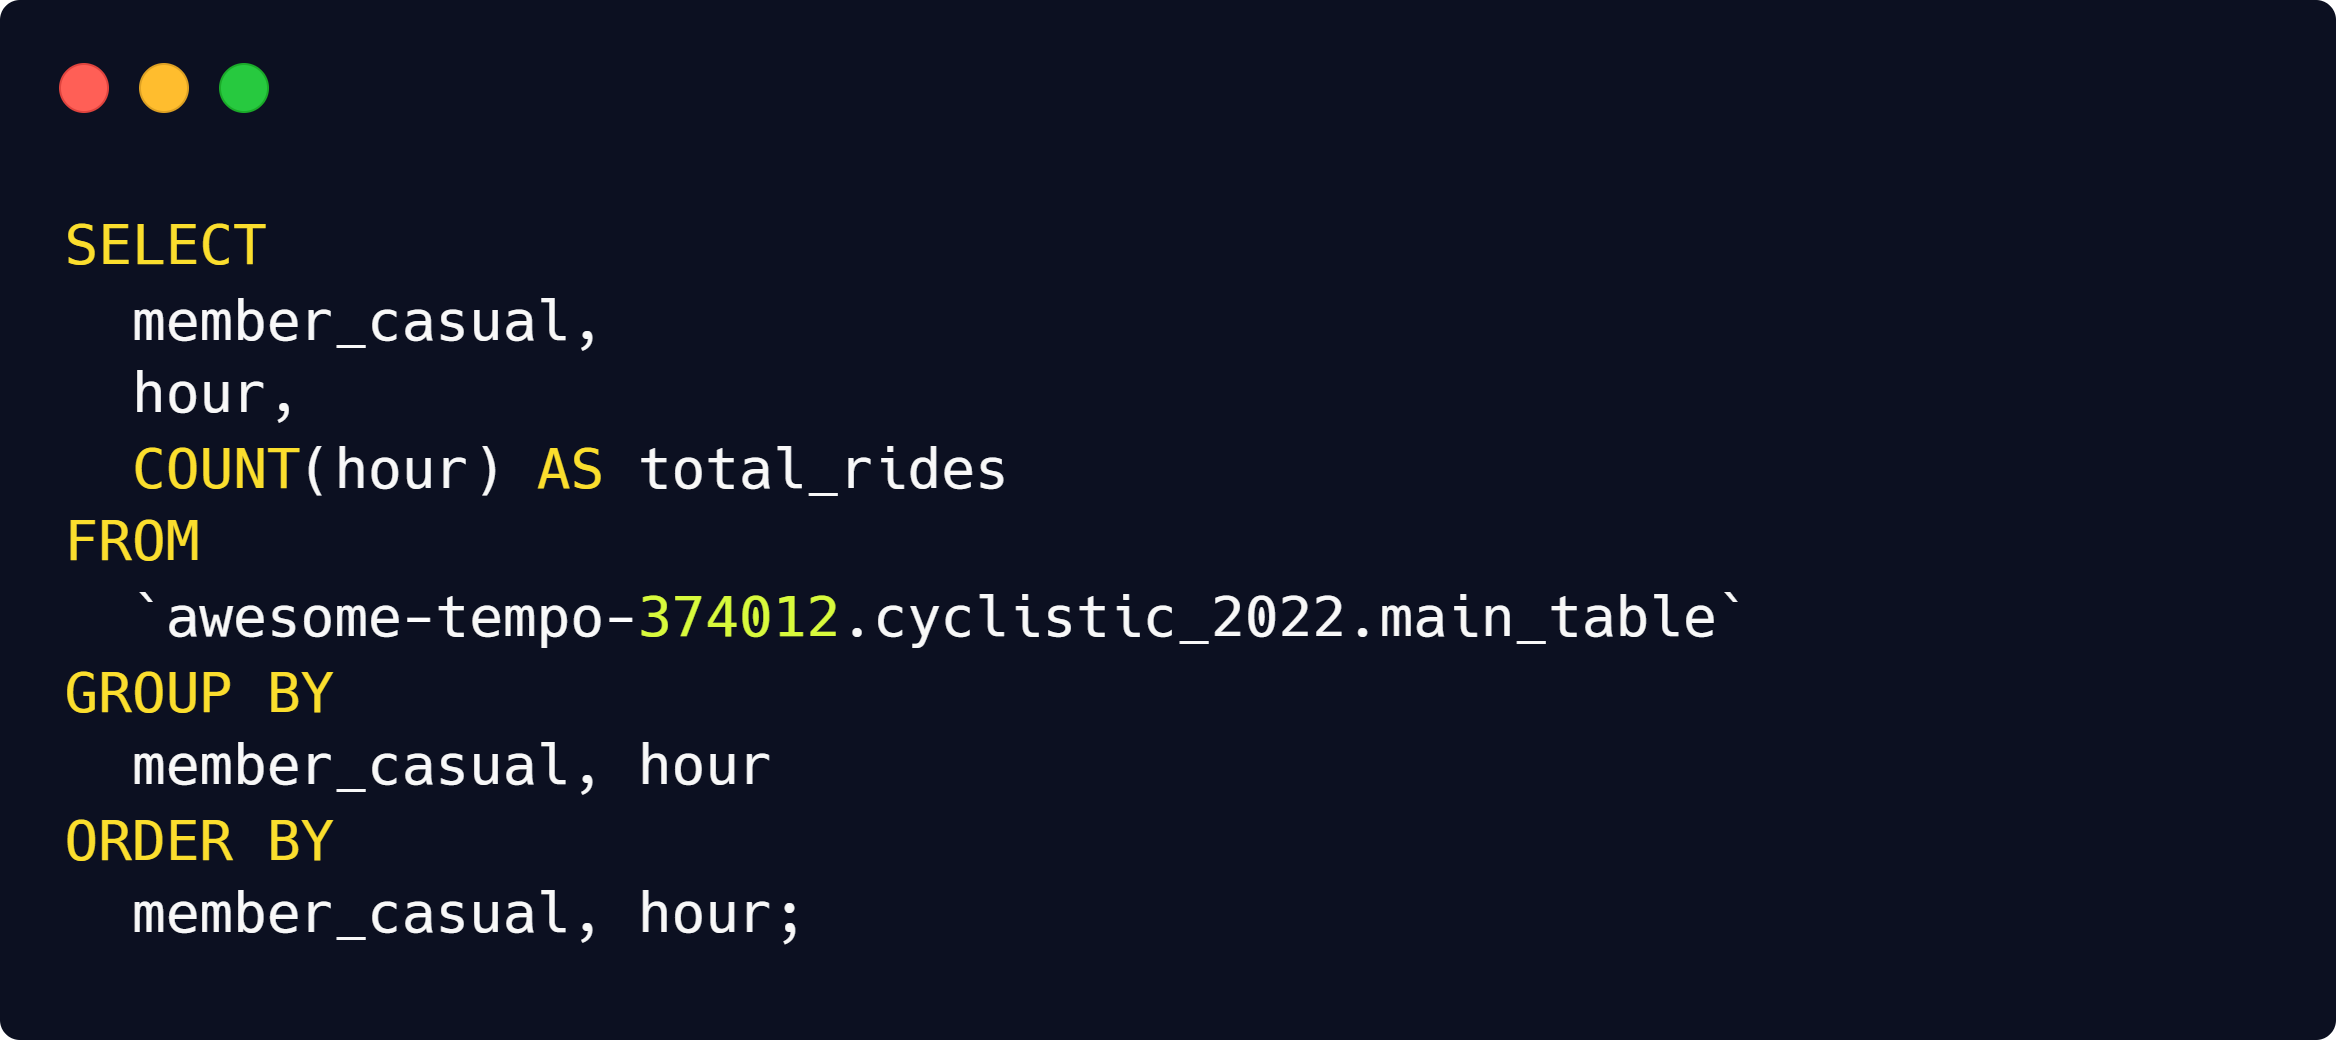 SELECT
  member_casual,
  hour,
  COUNT(hour) AS total_rides
FROM
  `awesome-tempo-374012.cyclistic_2022.main_table`
GROUP BY
  member_casual, hour
ORDER BY
  member_casual, hour;